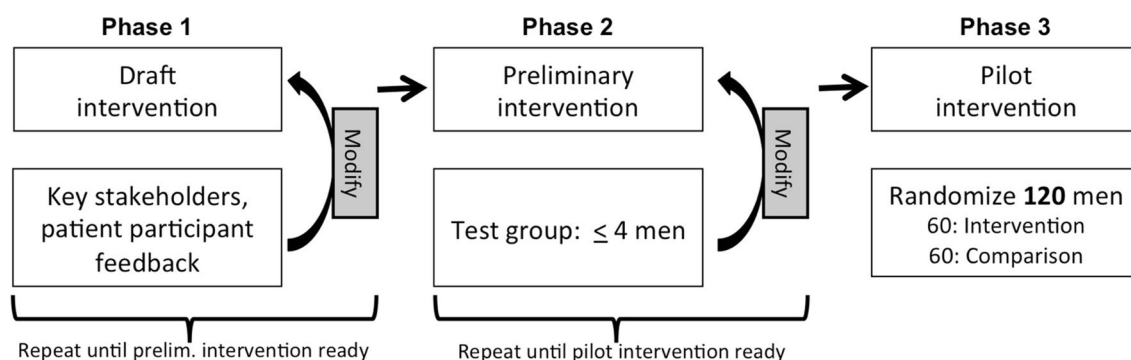 Phase 1
Draft
intervention
Modify
Key stakeholders,
patient participant
feedback
Repeat until prelim. intervention ready
Phase 2
Preliminary
intervention
Modify
Test group: ≤ 4 men
Repeat until pilot intervention ready
Phase 3
Pilot
intervention
Randomize 120 men
60: Intervention
60: Comparison